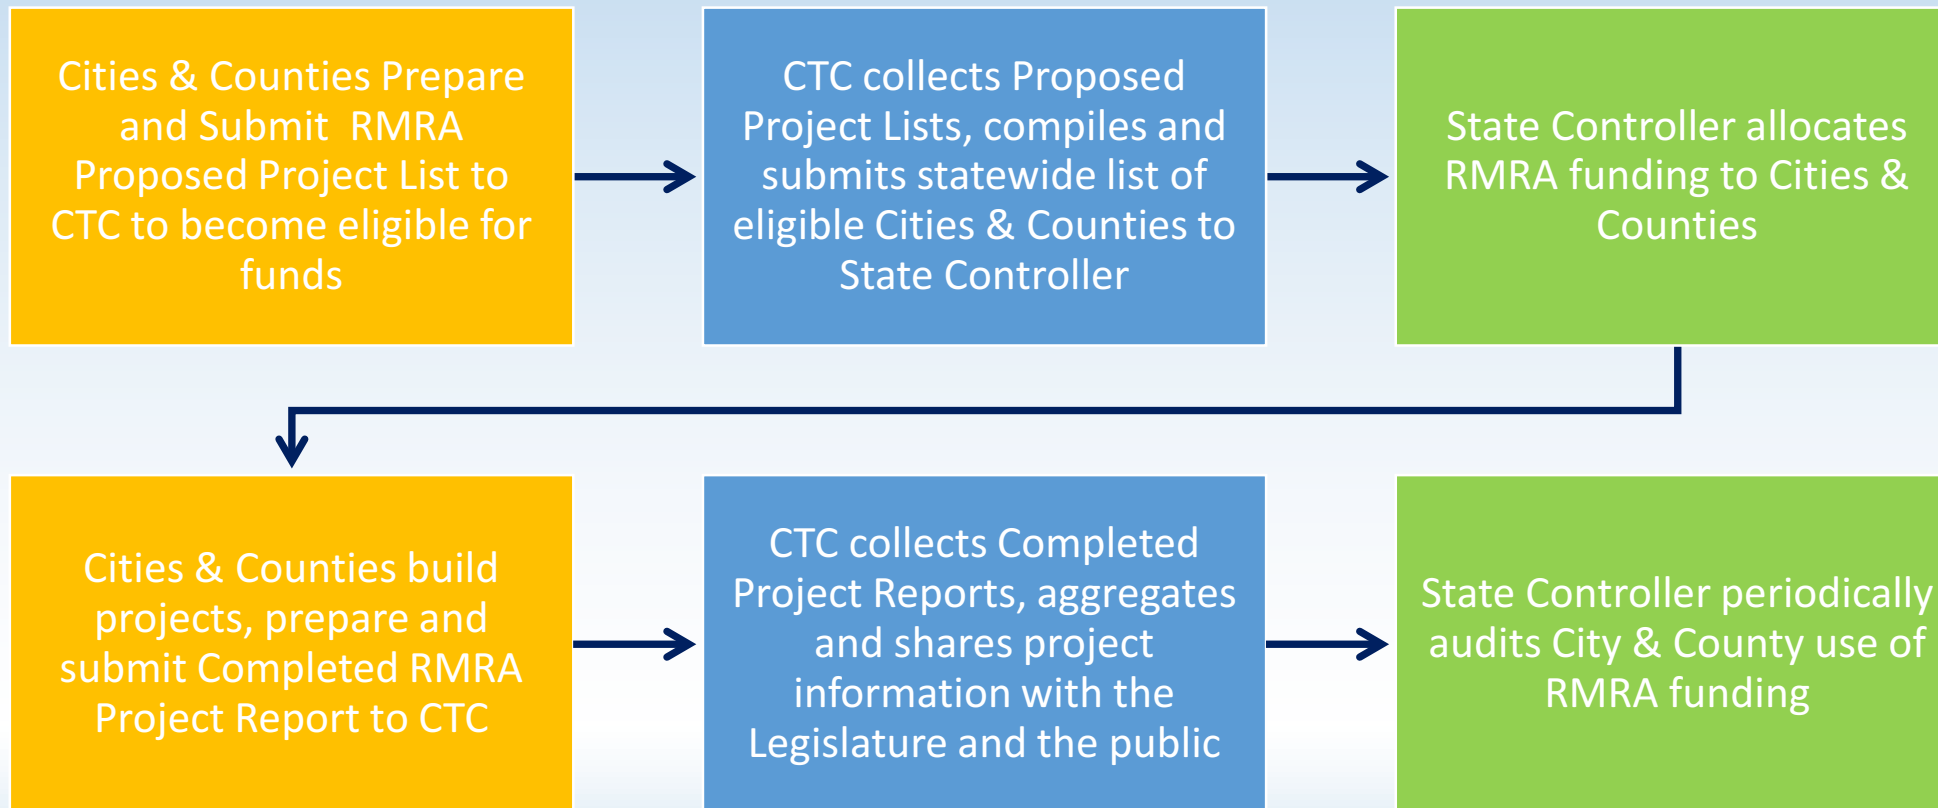 Cities & Counties Prepare
and Submit RMRA
Proposed Project List to
CTC to become eligible for
funds
CTC collects Proposed
Project Lists, compiles and
submits statewide list of
eligible Cities & Counties to
State Controller
State Controller allocates
RMRA funding to Cities &
Counties
Cities & Counties build
projects, prepare and
submit Completed RMRA
Project Report to CTC
CTC collects Completed
Project Reports, aggregates
and shares project
information with the
Legislature and the public
State Controller periodically
audits City & County use of
RMRA funding